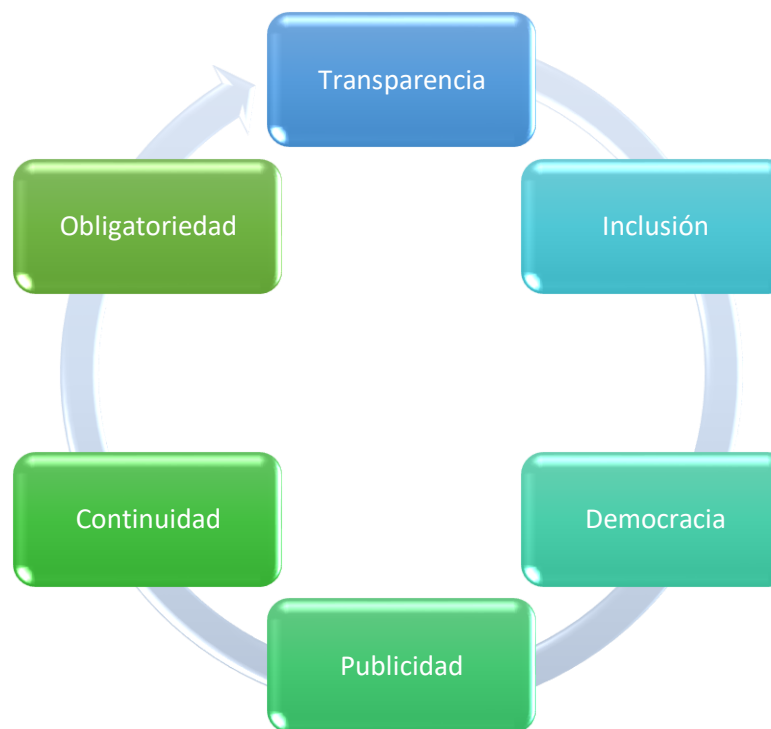 Transparencia
Inclusión
Democracia
Publicidad
Continuidad
Obligatoriedad